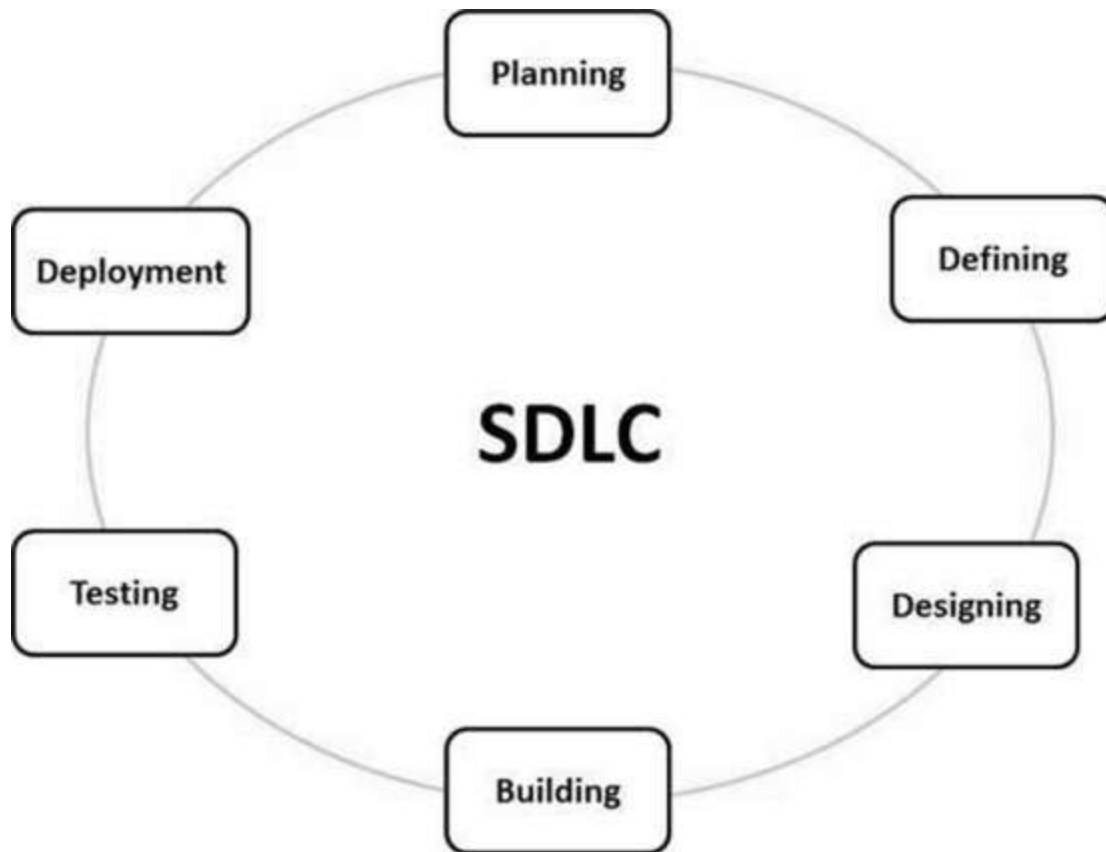 Planning
Defining
Designing
Building
Testing
Deployment
SDLC